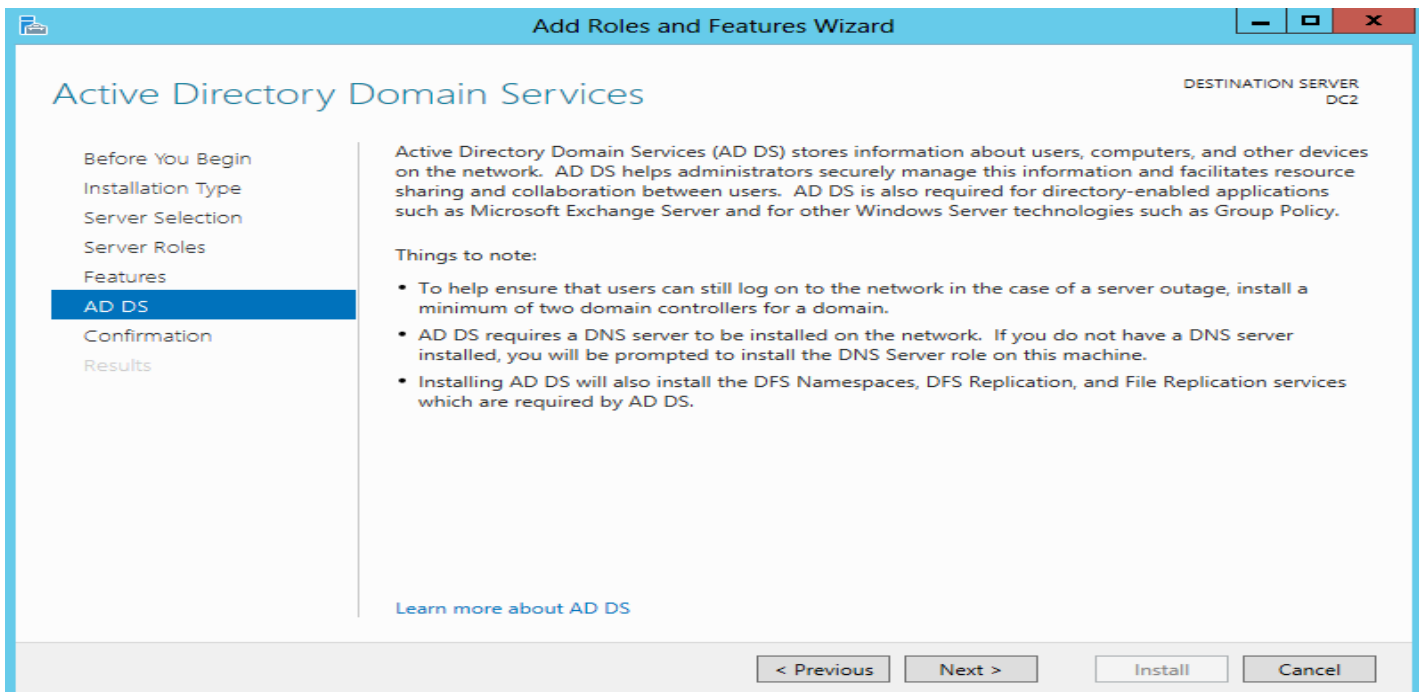 Add Roles and Features Wizard
Active Directory Domain Services
DESTINATION SERVER
DC2
Before You Begin
Installation Type
Server Selection
Server Roles
Features
AD DS
Confirmation
Results
Active Directory Domain Services (AD DS) stores information about users, computers, and other devices
on the network. AD DS helps administrators securely manage this information and facilitates resource
sharing and collaboration between users. AD DS is also required for directory-enabled applications
such as Microsoft Exchange Server and for other Windows Server technologies such as Group Policy.
Things to note:
• To help ensure that users can still log on to the network in the case of a server outage, install a
minimum of two domain controllers for a domain.
• AD DS requires a DNS server to be installed on the network. If you do not have a DNS server
installed, you will be prompted to install the DNS Server role on this machine.
• Installing AD DS will also install the DFS Namespaces, DFS Replication, and File Replication services
which are required by AD DS.
Learn more about AD DS
< Previous
Next >
Install
Cancel